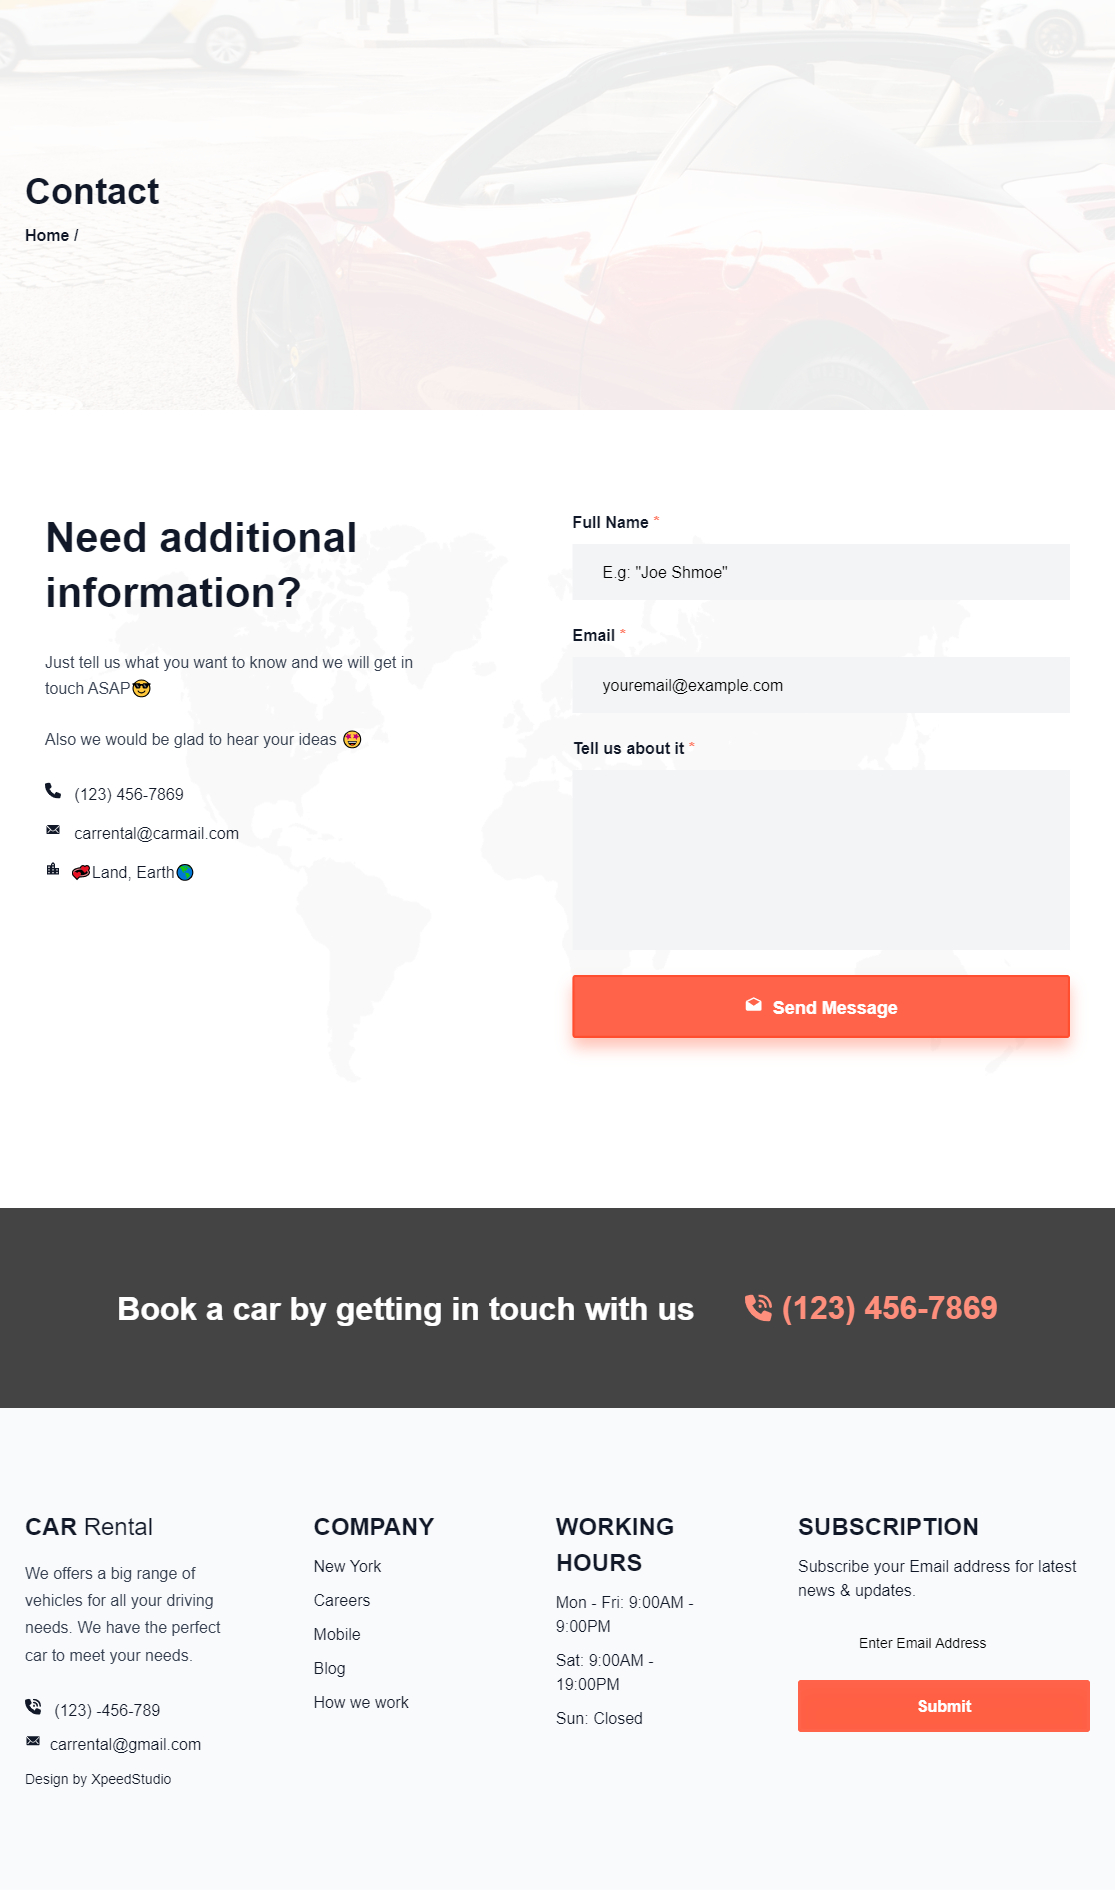 Contact
Home /
Need additional
information?
Just tell us what you want to know and we will get in
touch ASAP😎
Also we would be glad to hear your ideas 🤩
(123) 456-7869
carrental@carmail.com
Land, Earth🌏
Full Name *
E.g: "Joe Shmoe"
Email *
youremail@example.com
Tell us about it *
Send Message
Book a car by getting in touch with us
(123) 456-7869
CAR Rental
We offers a big range of
vehicles for all your driving
needs. We have the perfect
car to meet your needs.
(123) -456-789
carrental@gmail.com
Design by XpeedStudio
COMPANY
New York
Careers
Mobile
Blog
How we work
WORKING
HOURS
Mon - Fri: 9:00AM -
9:00PM
Sat: 9:00AM -
19:00PM
Sun: Closed
SUBSCRIPTION
Subscribe your Email address for latest
news & updates.
Enter Email Address
Submit